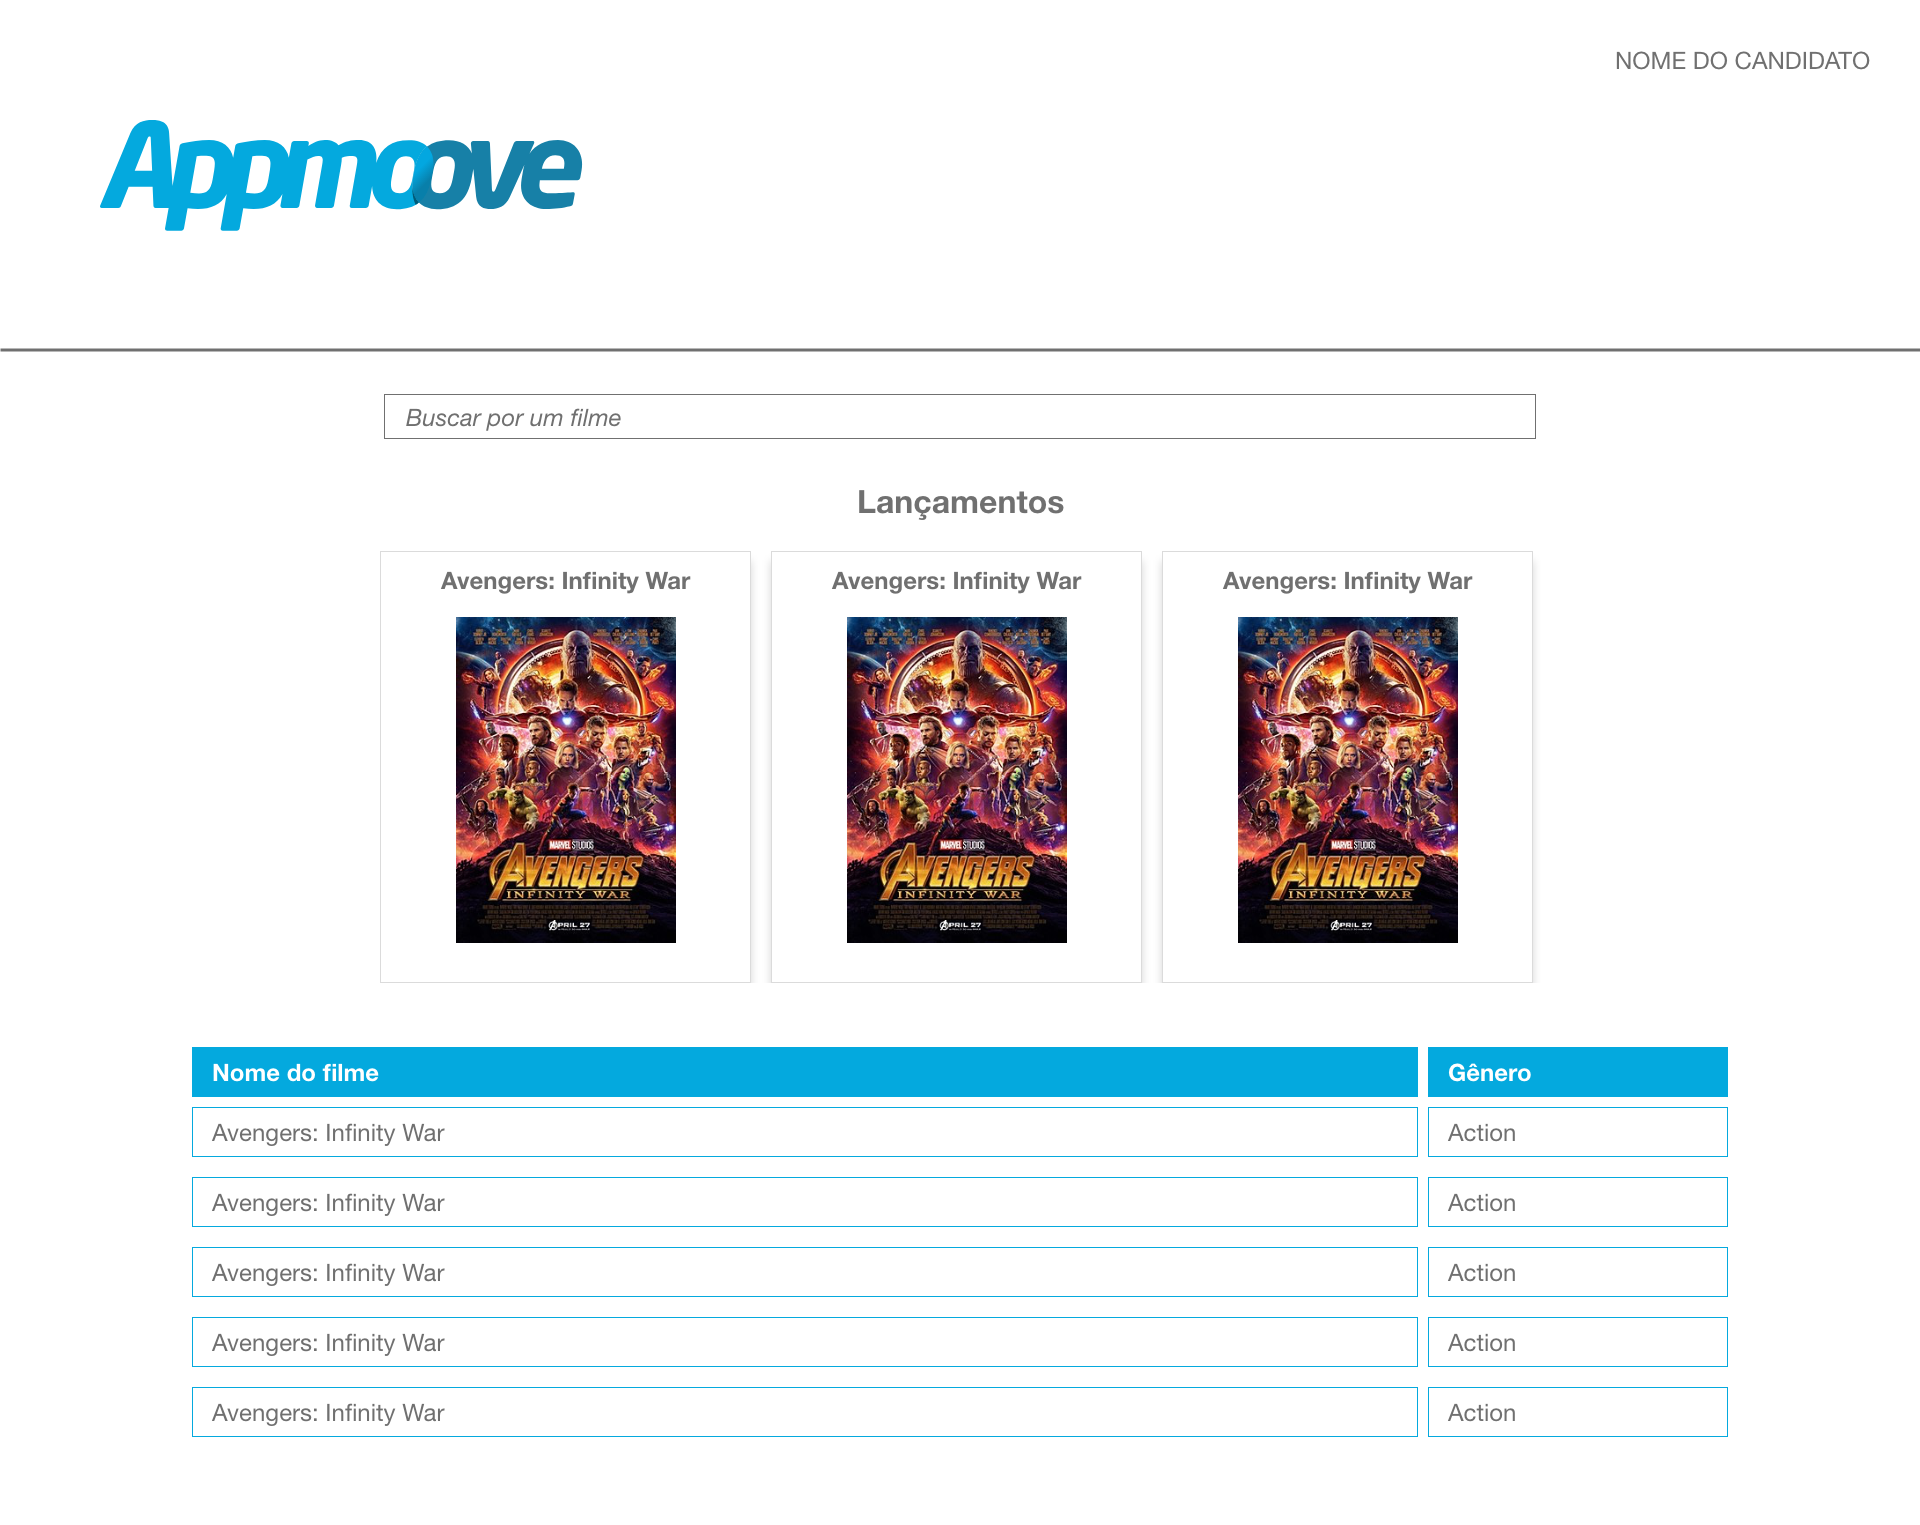 NOME DO CANDIDATO
Appmoove
Buscar por um filme
Lançamentos
Avengers: Infinity War
MARVEL STUDIOS
AVENGERS
INFINITY WAR
APRIL 27
Avengers: Infinity War
MARVEL STUDIOS
AVENGERS
INFINITY WAR
APRIL 27
Avengers: Infinity War
MARVEL STUDIOS
AVENGERS
INFINITY WAR
APRIL 27
Nome do filme Gênero
Avengers: Infinity War Action
Avengers: Infinity War Action
Avengers: Infinity War Action
Avengers: Infinity War Action
Avengers: Infinity War Action